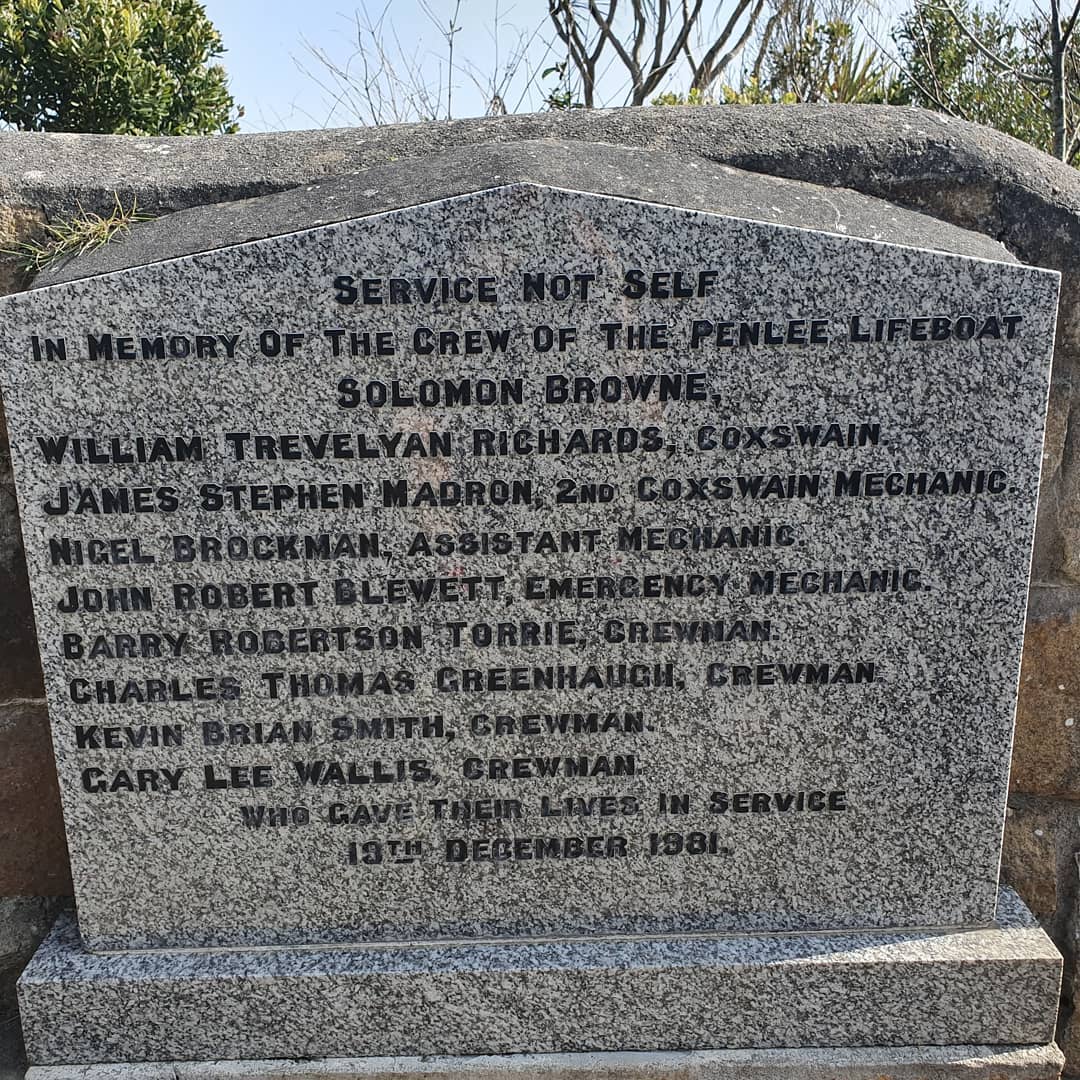 Service Not Self
In Memory Of The Crew Of The Penlee Lifeboat
Solomon Browne,
William Trevelyan Richards, Coxswain.
James Stephen Madron, 2nd Coxswain Mechanic.
Nigel Brockman, Assistant Mechanic.
John Robert Blewett, Emergency Mechanic.
Barry Robertson Torrie, Crewman.
Charles Thomas Greenhaugh, Crewman.
Kevin Brian Smith, Crewman.
Gary Lee Wallis, Crewman.
Who Gave Their Lives In Service
19th December 1981.